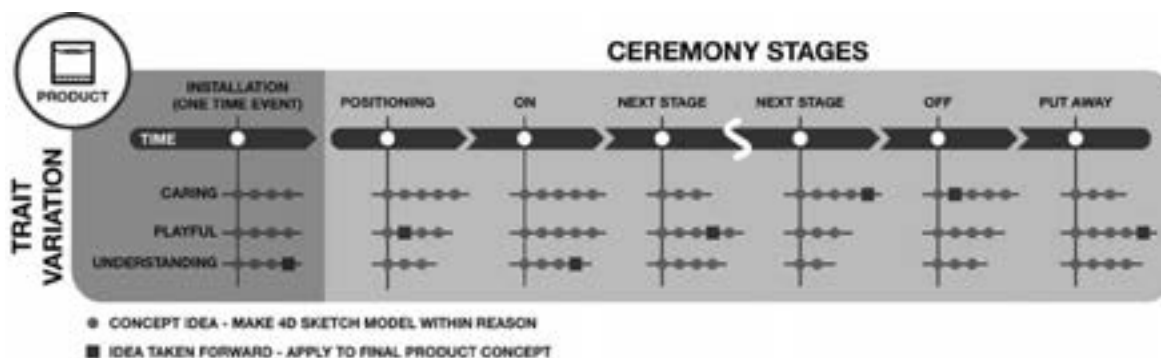 CEREMONY STAGES
PRODUCT
INSTALLATION
(ONE TIME EVENT)
POSITIONING
ON
NEXT STAGE
NEXT STAGE
OFF
PUT AWAY
TIME
TRAIT
VARIATION
CARING
PLAYFUL
UNDERSTANDING
CONCEPT IDEA - MAKE 4D SKETCH MODEL WITHIN REASON
IDEA TAKEN FORWARD - APPLY TO FINAL PRODUCT CONCEPT